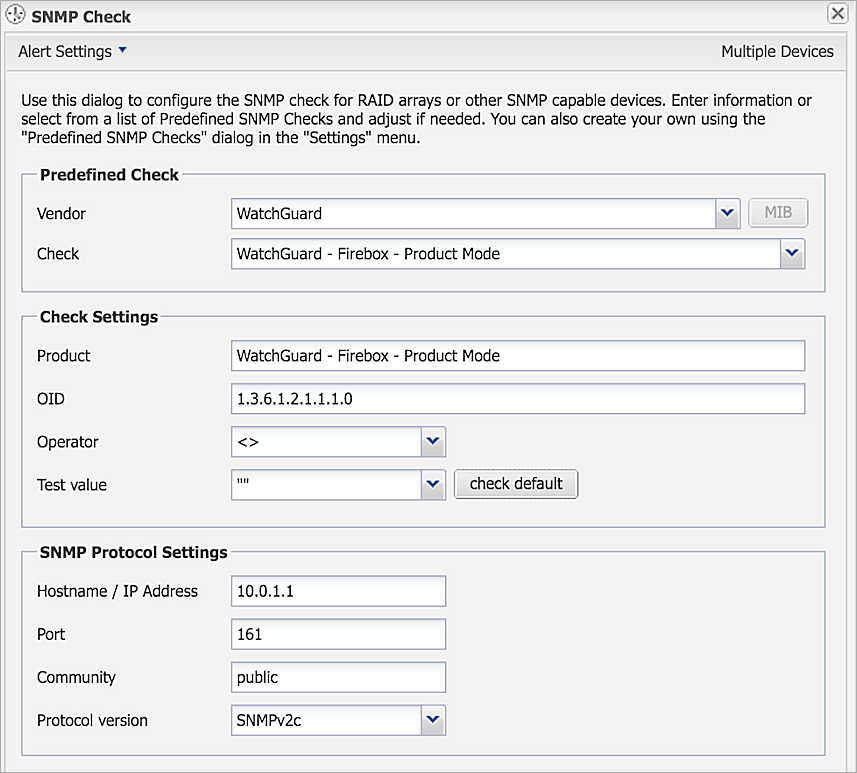 SNMP Check
Alert Settings
Multiple Devices
Use this dialog to configure the SNMP check for RAID arrays or other SNMP capable devices. Enter information or
select from a list of Predefined SNMP Checks and adjust if needed. You can also create your own using the
"Predefined SNMP Checks" dialog in the "Settings" menu.
Predefined Check
Vendor WatchGuard MIB
Check WatchGuard - Firebox - Product Mode
Check Settings
Product WatchGuard - Firebox - Product Mode
OID 1.3.6.1.2.1.1.1.0
Operator <>
Test value "" check default
SNMP Protocol Settings
Hostname / IP Address 10.0.1.1
Port 161
Community public
Protocol version SNMPv2c